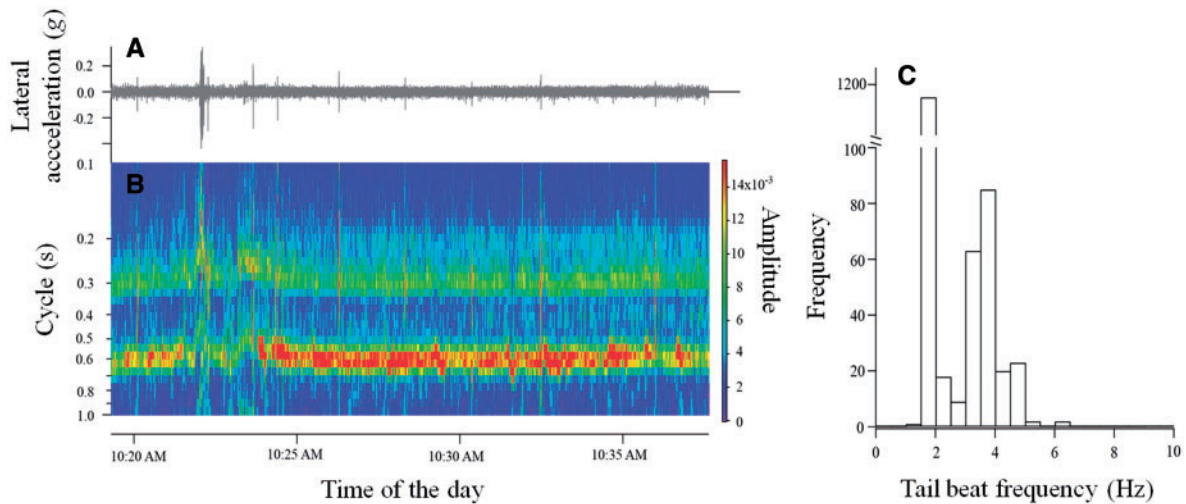 A
Lateral
acceleration (g)
0.2
0.0
-0.2
B
Cycle (s)
0.1
0.2
0.3
0.4
0.5
0.6
0.8
1.0
10:20 AM
10:25 AM
10:30 AM
10:35 AM
Time of the day
14x10-3
12
10
8
6
4
2
0
Amplitude
C
Frequency
1200
100
80
60
40
20
0
0
2
4
6
8
10
Tail beat frequency (Hz)